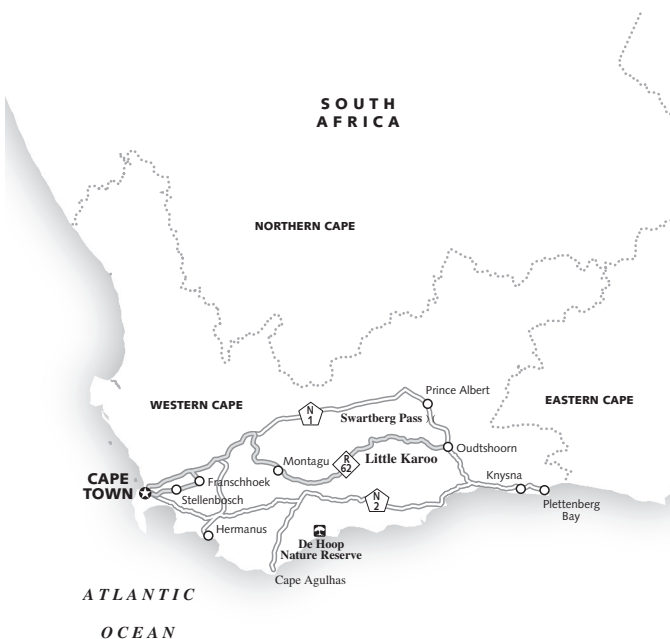 SOUTH
AFRICA
NORTHERN CAPE
Prince Albert
EASTERN CAPE
WESTERN CAPE
N
1
Swartberg Pass
Oudtshoorn
Montagu
R
62
Little Karoo
CAPE
TOWN
Franschhoek
Stellenbosch
Knysna
N
2
Plettenberg
Bay
Hermanus
De Hoop
Nature Reserve
Cape Agulhas
ATLANTIC
OCEAN